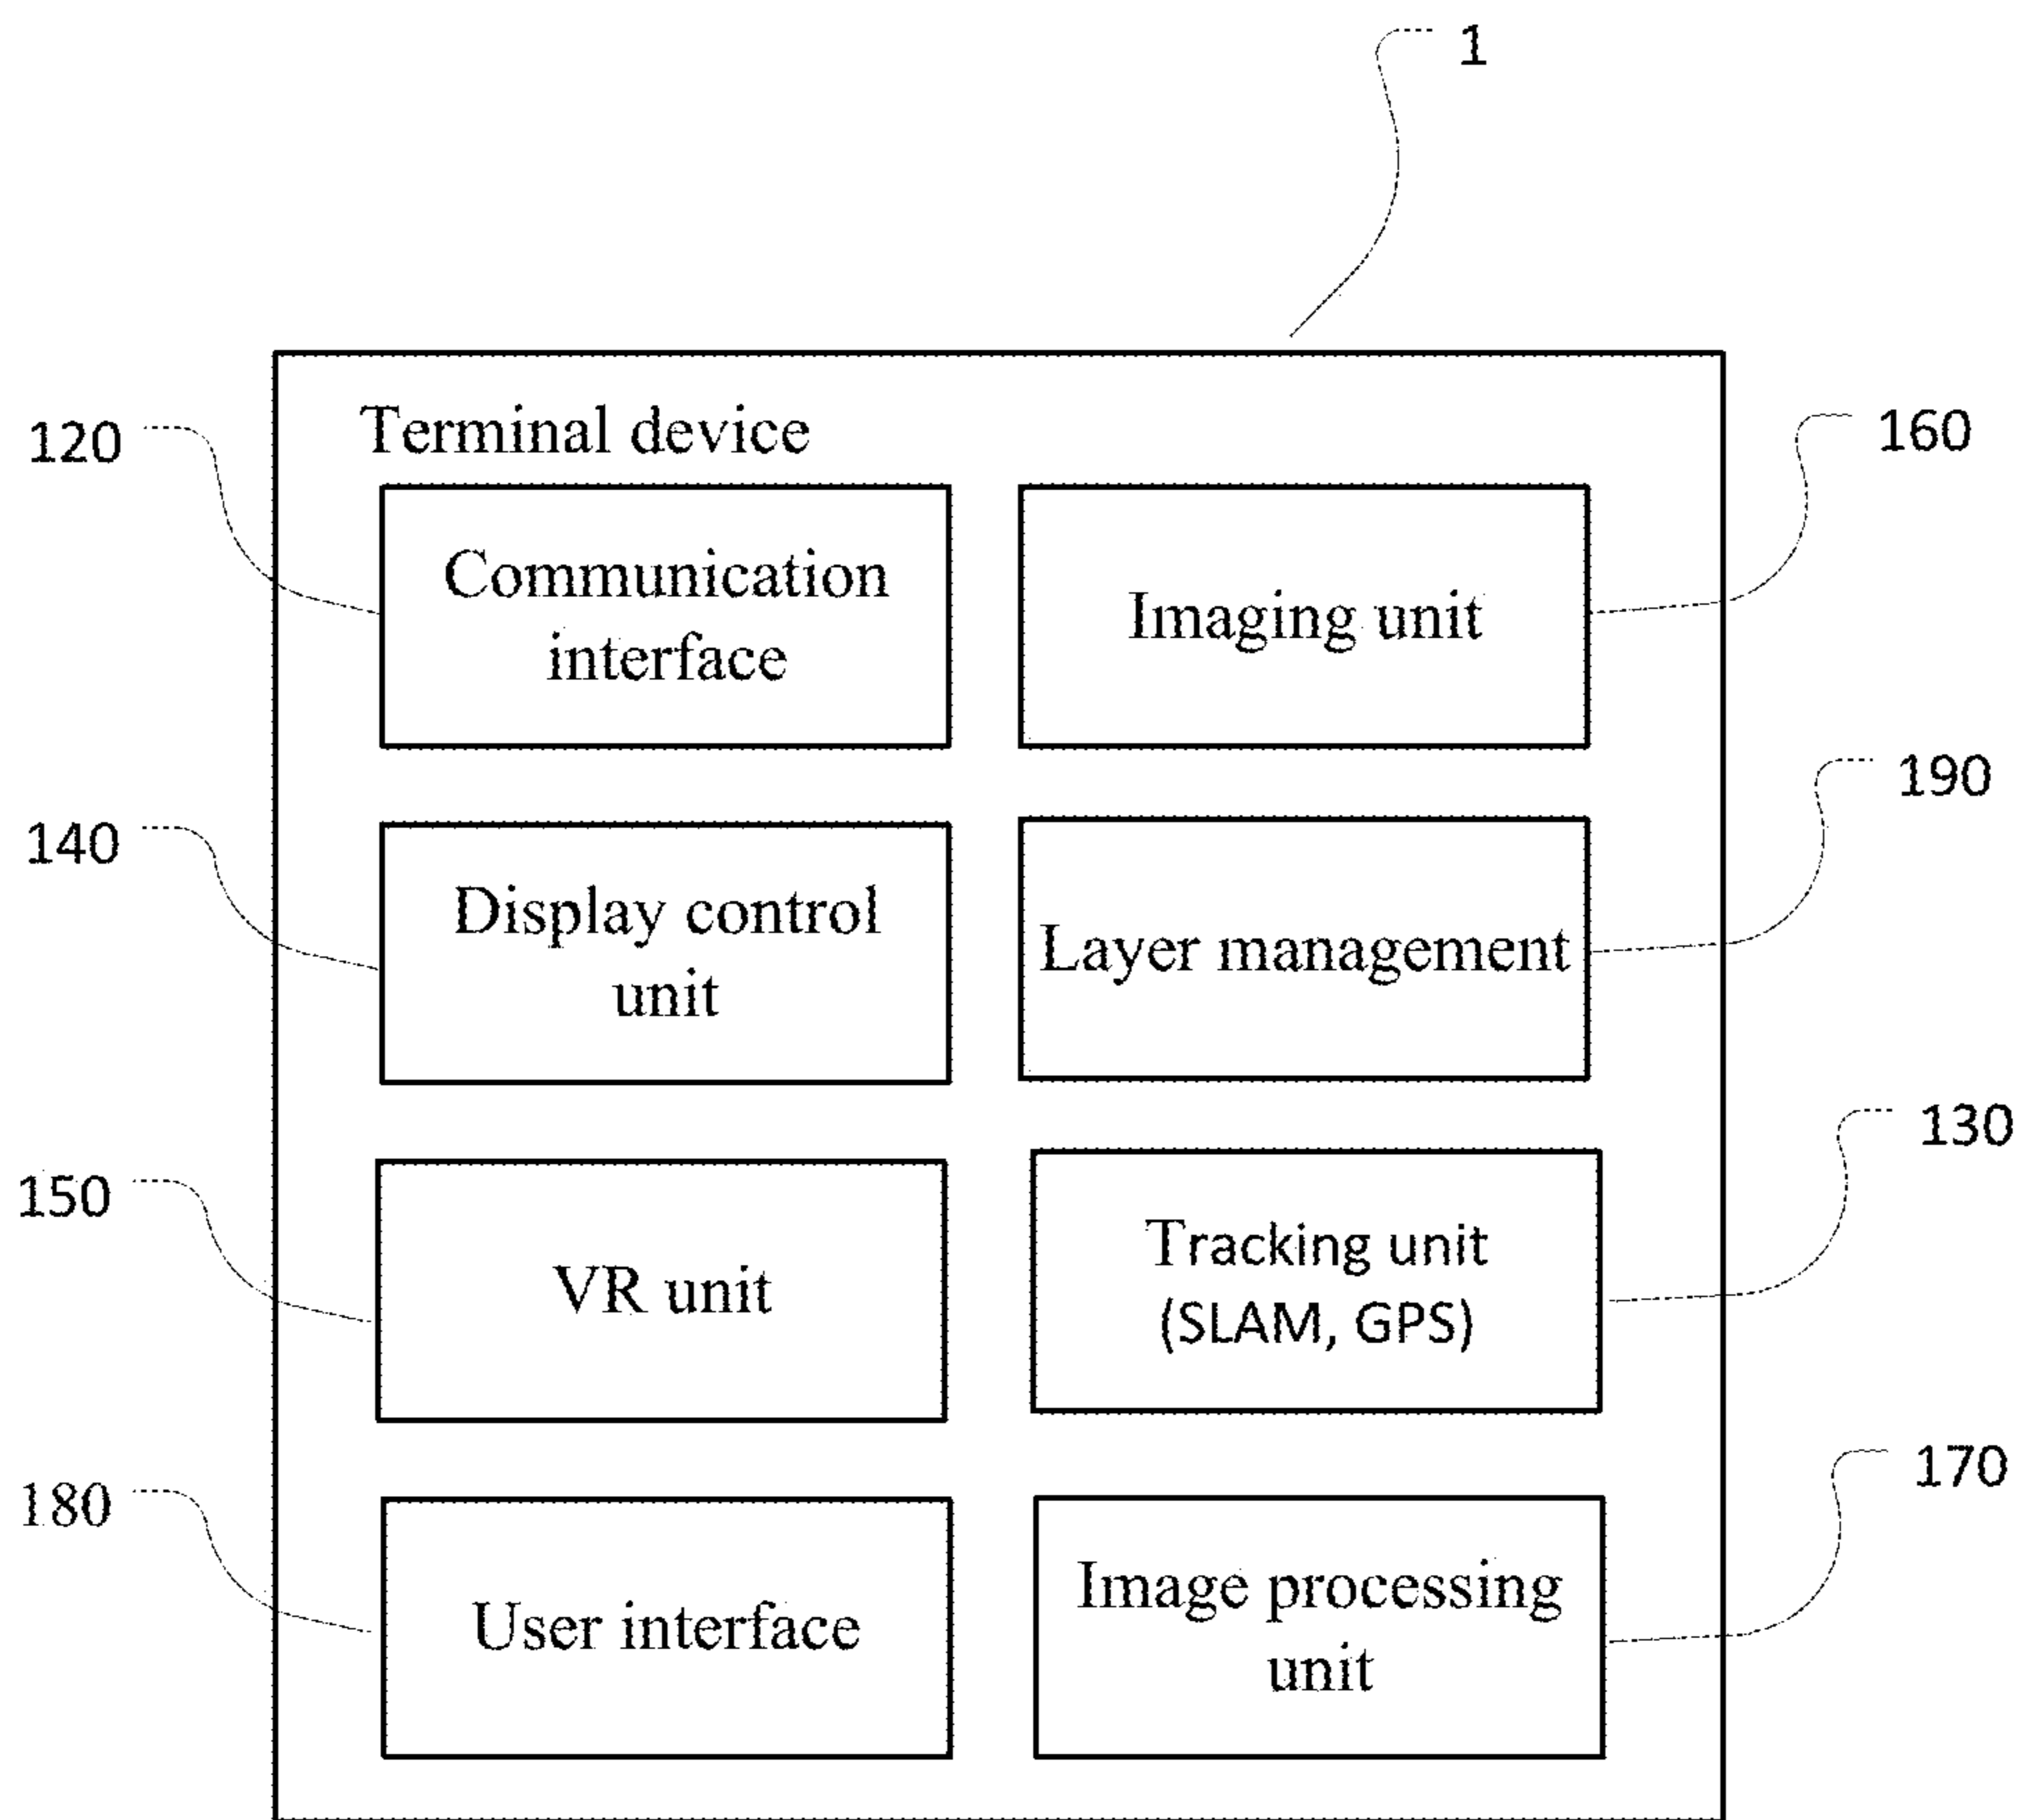 1
Terminal device
120
160
Communication
interface
Imaging unit
140
190
Display control
unit
Layer management
150
130
VR unit
Tracking unit
(SLAM, GPS)
180
170
User interface
Image processing
unit